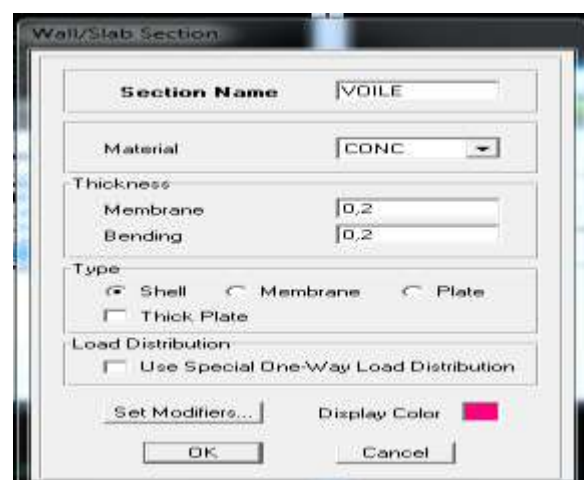 Wall/Slab Section
Section Name VOILE
Material CONC
Thickness
Membrane 0,2
Bending 0,2
Type
Shell Membrane Plate
Thick Plate
Load Distribution
Use Special One-Way Load Distribution
Set Modifiers... Display Color
OK Cancel